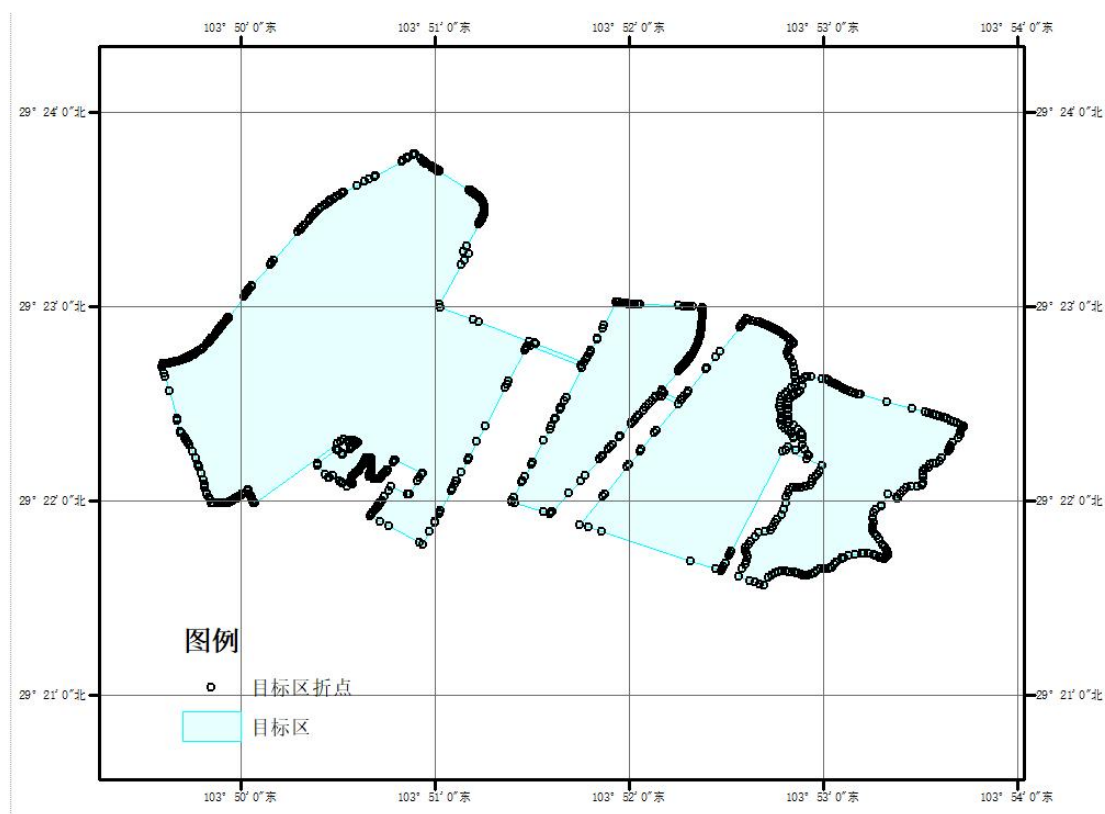 103° 50′ 0″东 103° 51′ 0″东 103° 52′ 0″东 103° 53′ 0″东 103° 54′ 0″东
29° 24′ 0″北 29° 24′ 0″北
29° 23′ 0″北 29° 23′ 0″北
29° 22′ 0″北 29° 22′ 0″北
图例
目标区折点
29° 21′ 0″北 29° 21′ 0″北
目标区
103° 50′ 0″东 103° 51′ 0″东 103° 52′ 0″东 103° 53′ 0″东 103° 54′ 0″东